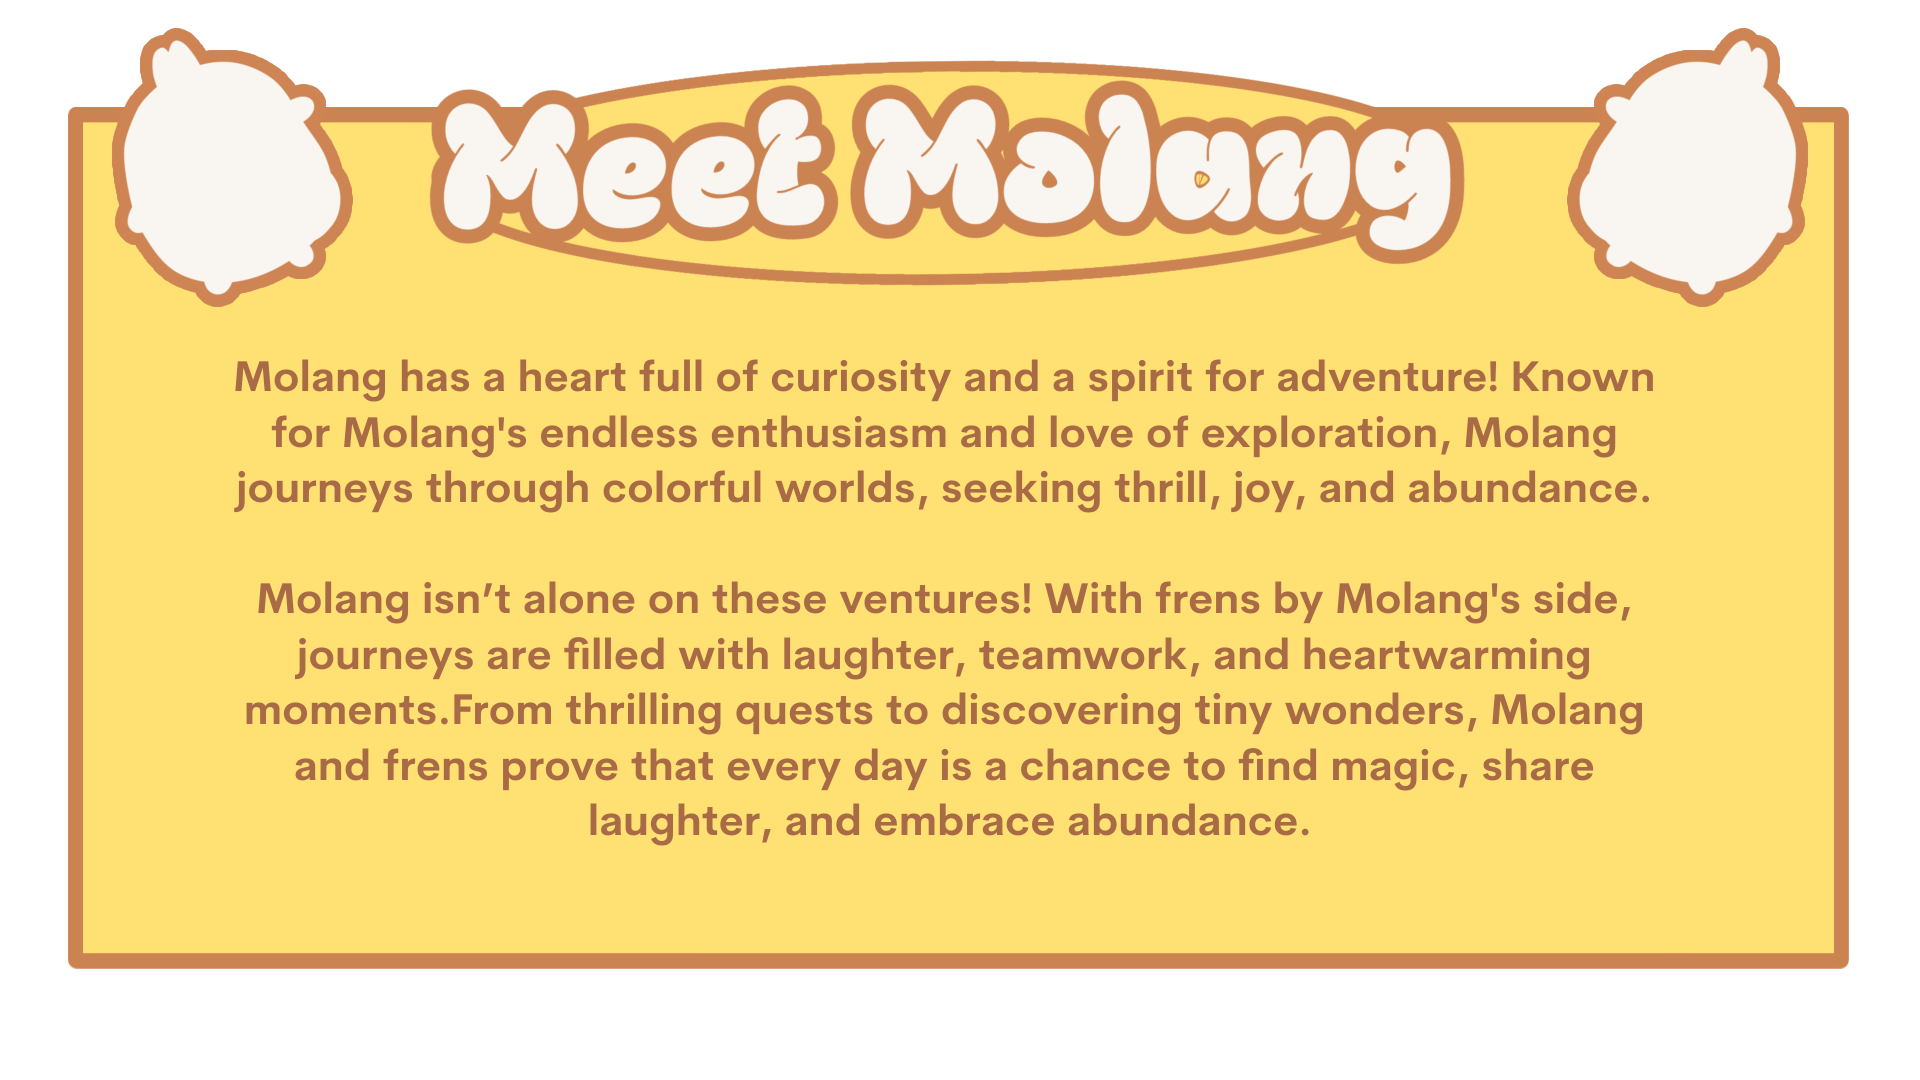 Meet Molang
Molang has a heart full of curiosity and a spirit for adventure! Known
for Molang's endless enthusiasm and love of exploration, Molang
journeys through colorful worlds, seeking thrill, joy, and abundance.
Molang isn’t alone on these ventures! With frens by Molang's side,
journeys are filled with laughter, teamwork, and heartwarming
moments.From thrilling quests to discovering tiny wonders, Molang
and frens prove that every day is a chance to find magic, share
laughter, and embrace abundance.